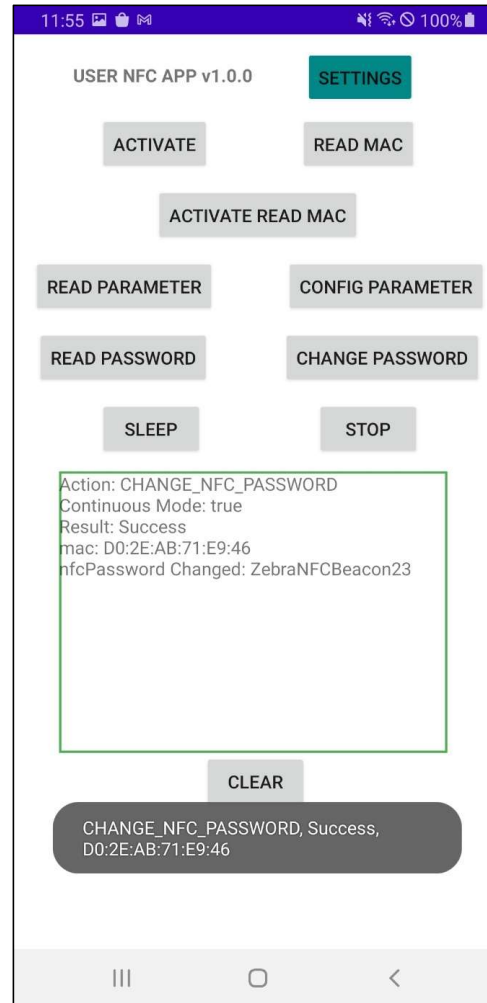 11:55 100%
USER NFC APP v1.0.0 SETTINGS
ACTIVATE READ MAC
ACTIVATE READ MAC
READ PARAMETER CONFIG PARAMETER
READ PASSWORD CHANGE PASSWORD
SLEEP STOP
Action: CHANGE_NFC_PASSWORD
Continuous Mode: true
Result: Success
mac: D0:2E:AB:71:E9:46
nfcPassword Changed: ZebraNFCBeacon23
CLEAR
CHANGE_NFC_PASSWORD, Success,
D0:2E:AB:71:E9:46